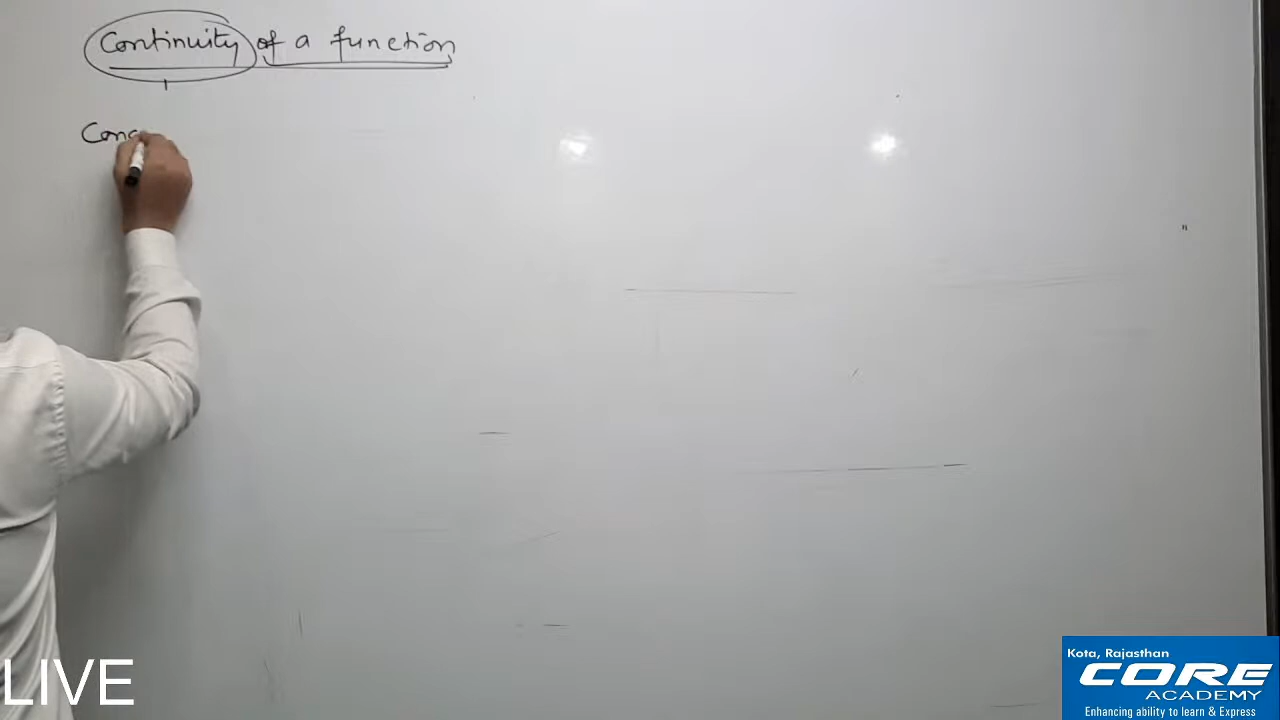 Continuity of a function
Conc
LIVE
Kota, Rajasthan
CORE
ACADEMY
Enhancing ability to learn & Express